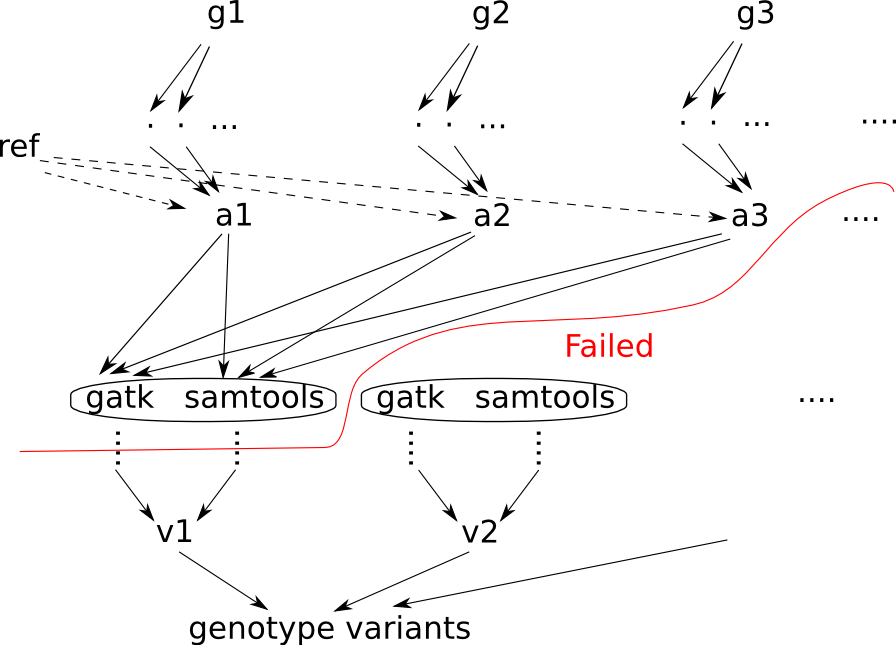 g1 g2 g3
. . ... . . ... . . ... ....
ref
a1 a2 a3 ....
Failed
gatk samtools gatk samtools ....
v1 v2
genotype variants